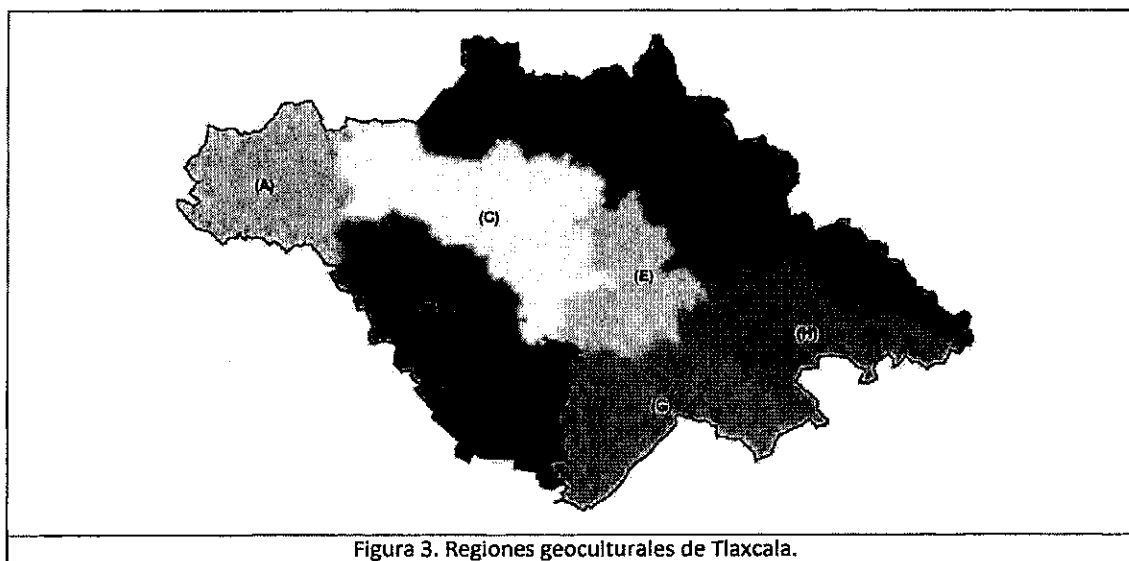 (A)
(C)
(E)
(H)
(G)
Figura 3. Regiones geoculturales de Tlaxcala.